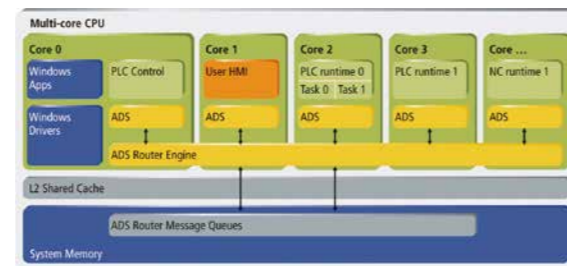 Multi-core CPU
Core 0
Core 1
Core 2
Core 3
Core ...
Windows Apps
PLC Control
User HMI
PLC runtime 0
Task 0
Task 1
PLC runtime 1
NC runtime 1
Windows Drivers
ADS
ADS
ADS
ADS
ADS
ADS Router Engine
L2 Shared Cache
ADS Router Message Queues
System Memory